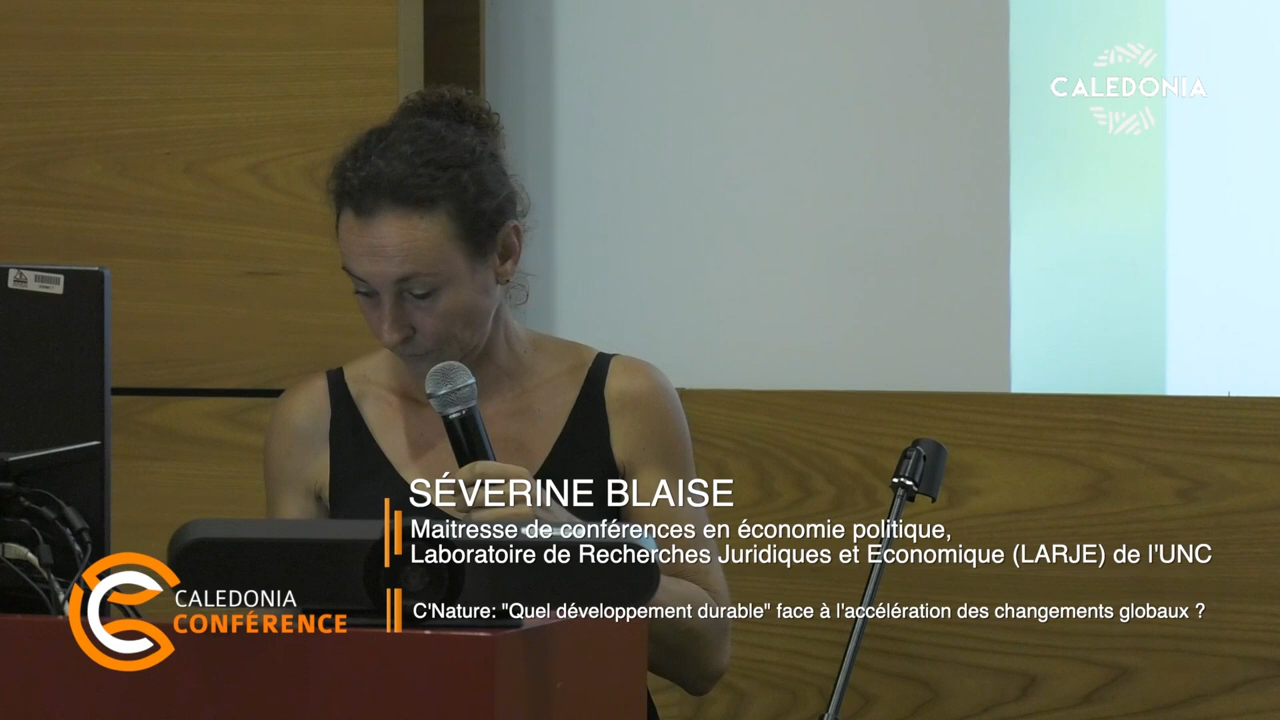 CALEDONIA
SÉVERINE BLAISE
Maitresse de conférences en économie politique,
Laboratoire de Recherches Juridiques et Economique (LARJE) de l'UNC
CALEDONIA
CONFÉRENCE
C'Nature: "Quel développement durable" face à l'accélération des changements globaux ?